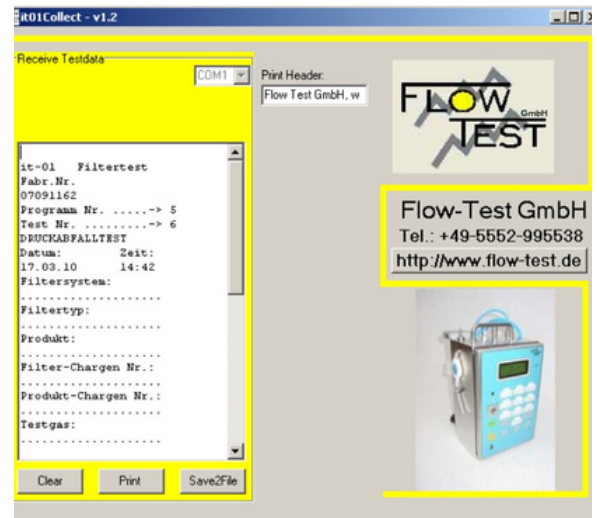 it01Collect - v1.2
Receive Testdata
COM1
Print Header:
Flow Test GmbH, w
FLOW
GmbH
TEST
it-01 Filtertest
Fabr.Nr.
07091162
Programm Nr. .....-> 5
Test Nr. .........-> 6
DRUCKABFALLTEST
Datum: Zeit:
17.03.10 14:42
Filtersystem:
...................
Filtertyp:
...................
Produkt:
...................
Filter-Chargen Nr.:
...................
Produkt-Chargen Nr.:
...................
Testgas:
...................
Flow-Test GmbH
Tel.: +49-5552-995538
http://www.flow-test.de
Clear
Print
Save2File